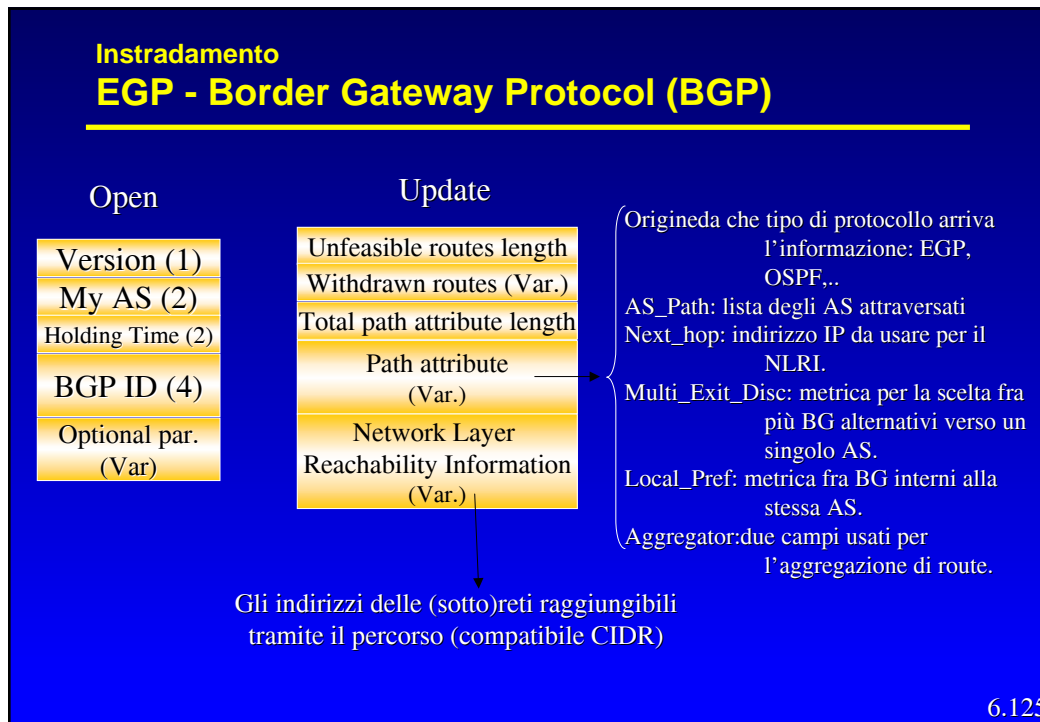 Instradamento
EGP - Border Gateway Protocol (BGP)
Open
Version (1)
My AS (2)
Holding Time (2)
BGP ID (4)
Optional par.
(Var)
Update
Unfeasible routes length
Withdrawn routes (Var.)
Total path attribute length
Path attribute
(Var.)
Network Layer
Reachability Information
(Var.)
Origineda che tipo di protocollo arriva
l’informazione: EGP,
OSPF,..
AS_Path: lista degli AS attraversati
Next_hop: indirizzo IP da usare per il
NLRI.
Multi_Exit_Disc: metrica per la scelta fra
più BG alternativi verso un
singolo AS.
Local_Pref: metrica fra BG interni alla
stessa AS.
Aggregator:due campi usati per
l’aggregazione di route.
Gli indirizzi delle (sotto)reti raggiungibili
tramite il percorso (compatibile CIDR)
6.125